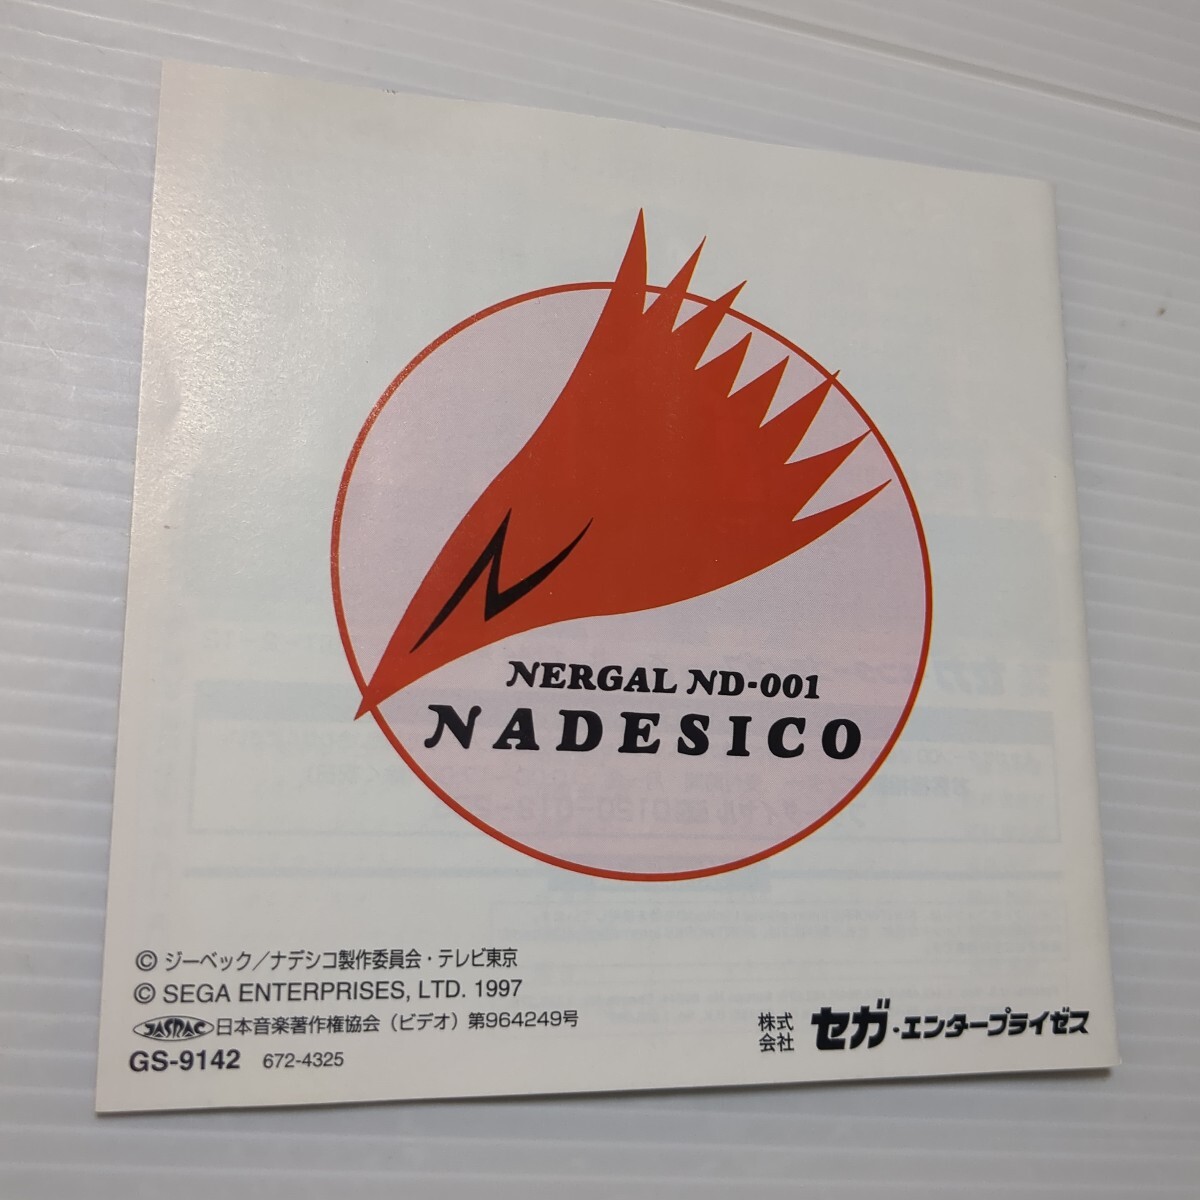 NERGAL ND-001
NADESICO
© ジーベック／ナデシコ製作委員会・テレビ東京
© SEGA ENTERPRISES, LTD. 1997
JASRAC 日本音楽著作権協会（ビデオ）第964249号
GS-9142 672-4325
株式会社 セガ・エンタープライゼス